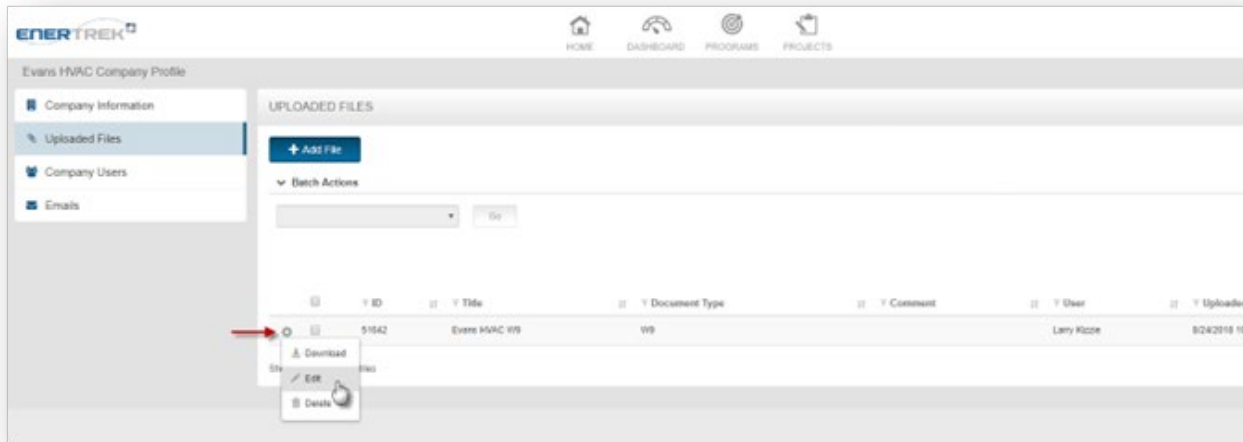 ENERTREK
HOME DASHBOARD PROGRAMS PROJECTS
Evans HVAC Company Profile
Company Information
Uploaded Files
Company Users
Emails
UPLOADED FILES
+ Add File
Batch Actions
Go
ID Title Document Type Comment User Uploaded
51642 Evans HVAC W9 W9 Larry Kizzie 8/24/2018
Download
Edit
Delete